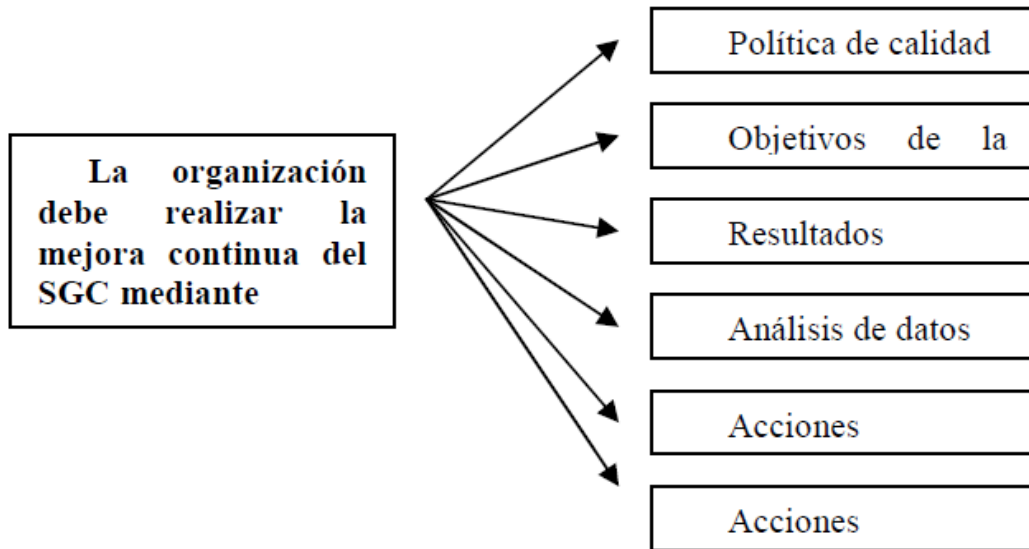 La organización
debe realizar la
mejora continua del
SGC mediante
Política de calidad
Objetivos de la
Resultados
Análisis de datos
Acciones
Acciones